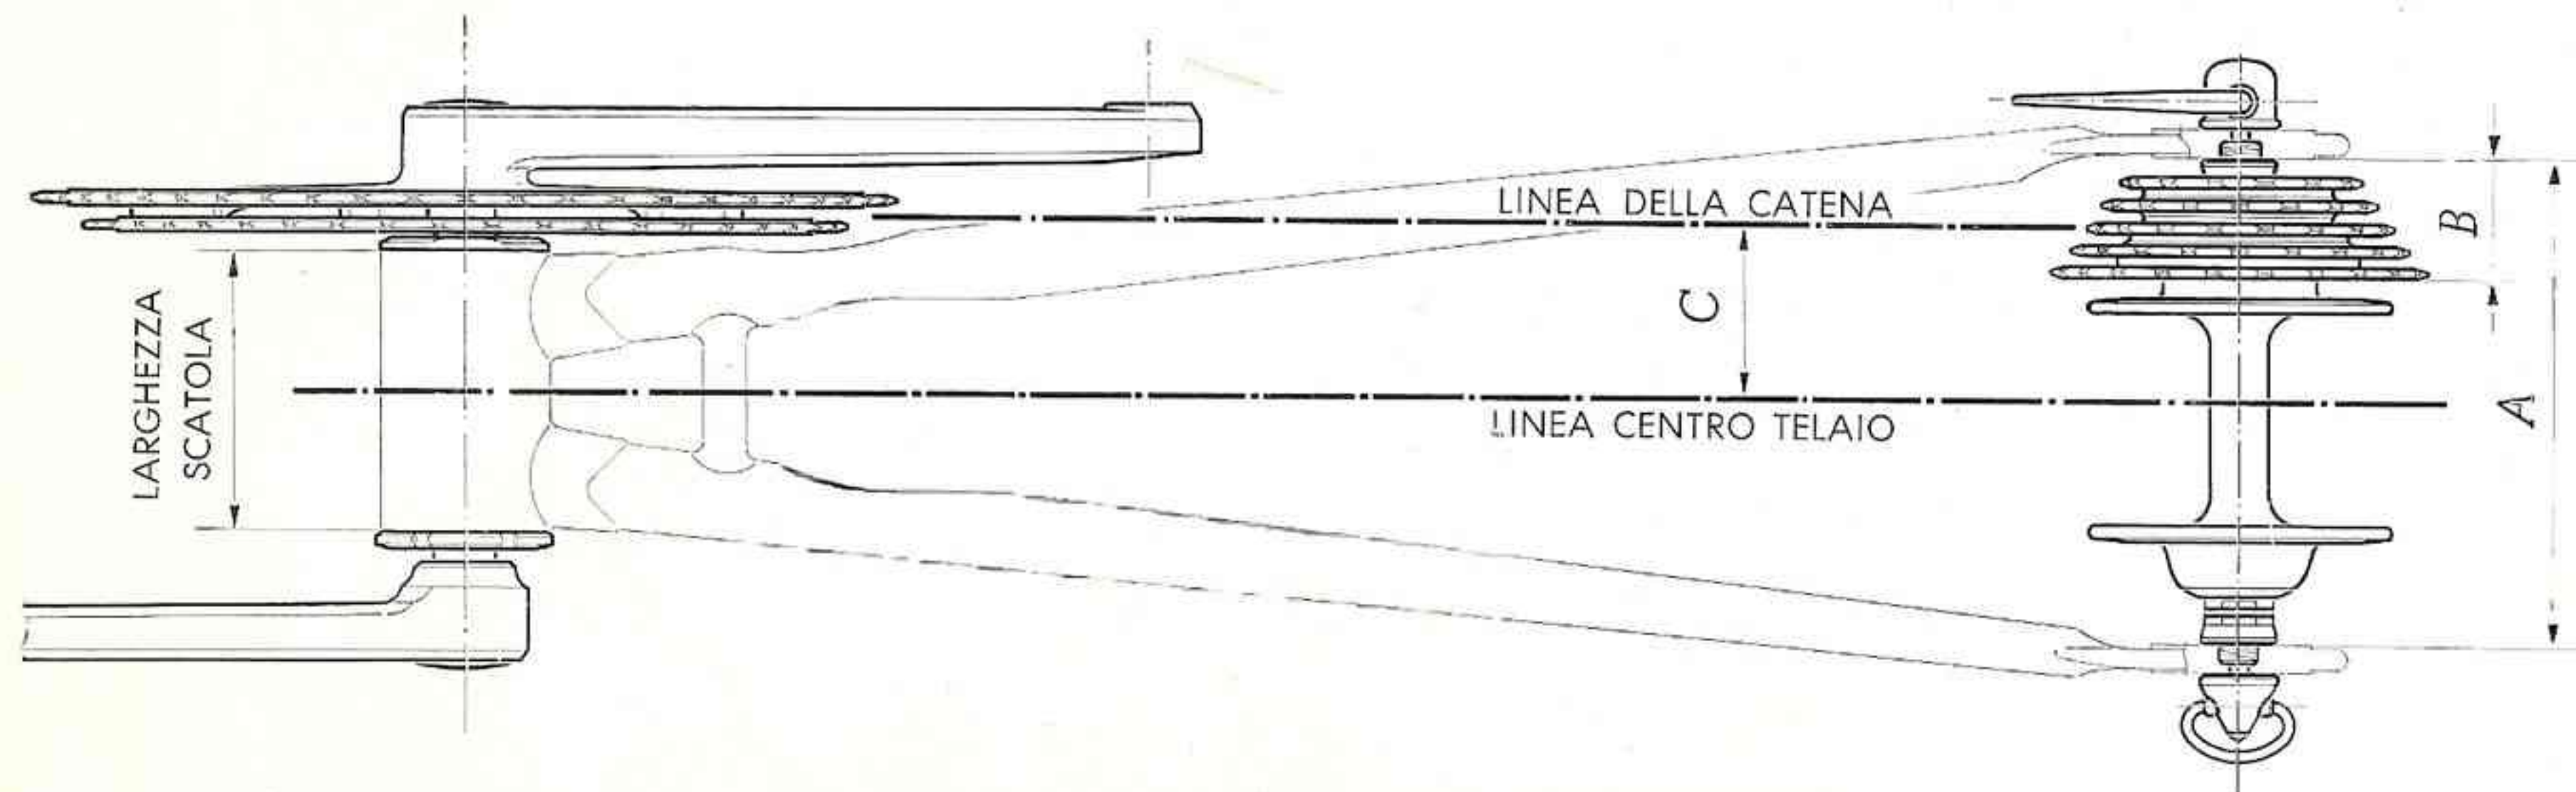 LARGHEZZA
SCATOLA
LINEA DELLA CATENA
C
LINEA CENTRO TELAIO
B
A